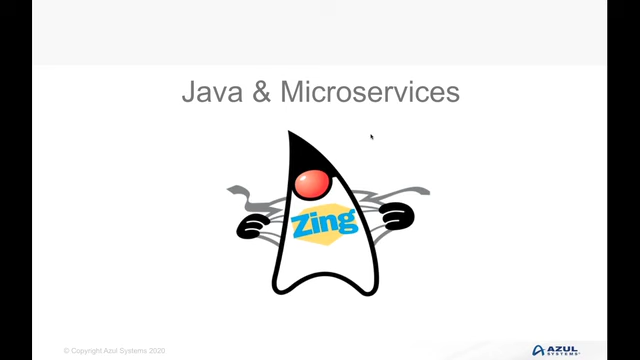 Java & Microservices
Zing
© Copyright Azul Systems 2020
AZUL
SYSTEMS